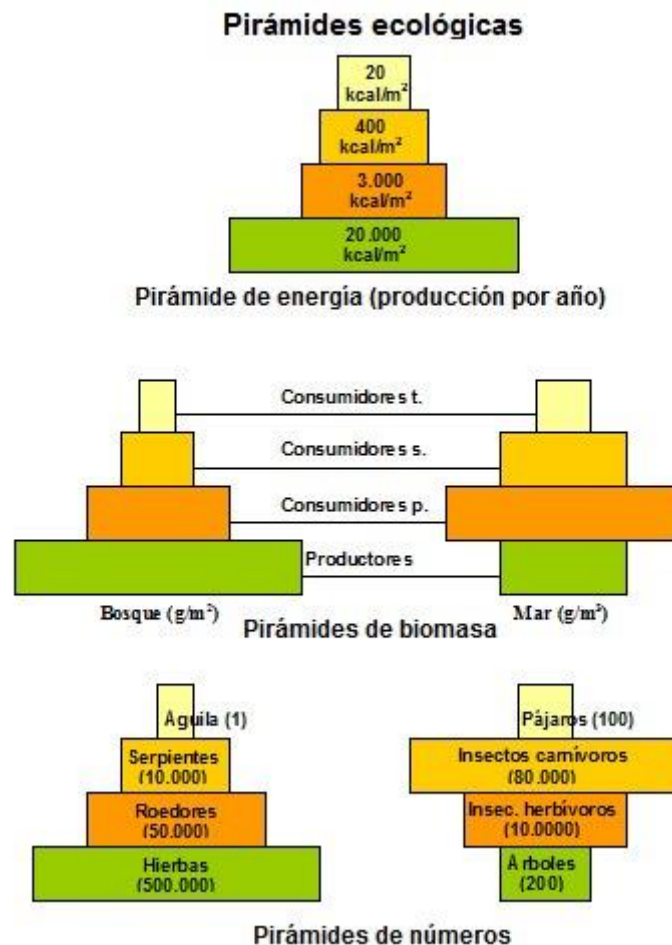 Pirámides ecológicas
20
kcal/m²
400
kcal/m²
3.000
kcal/m²
20.000
kcal/m²
Pirámide de energía (producción por año)
Consumidores t.
Consumidores s.
Consumidores p.
Productores
Bosque (g/m²)
Mar (g/m²)
Pirámides de biomasa
Aguila (1)
Pájaros (100)
Serpientes
(10.000)
Insectos carnívoros
(80.000)
Roedores
(50.000)
Insec. herbívoros
(10.0000)
Hierbas
(500.000)
Arboles
(200)
Pirámides de números